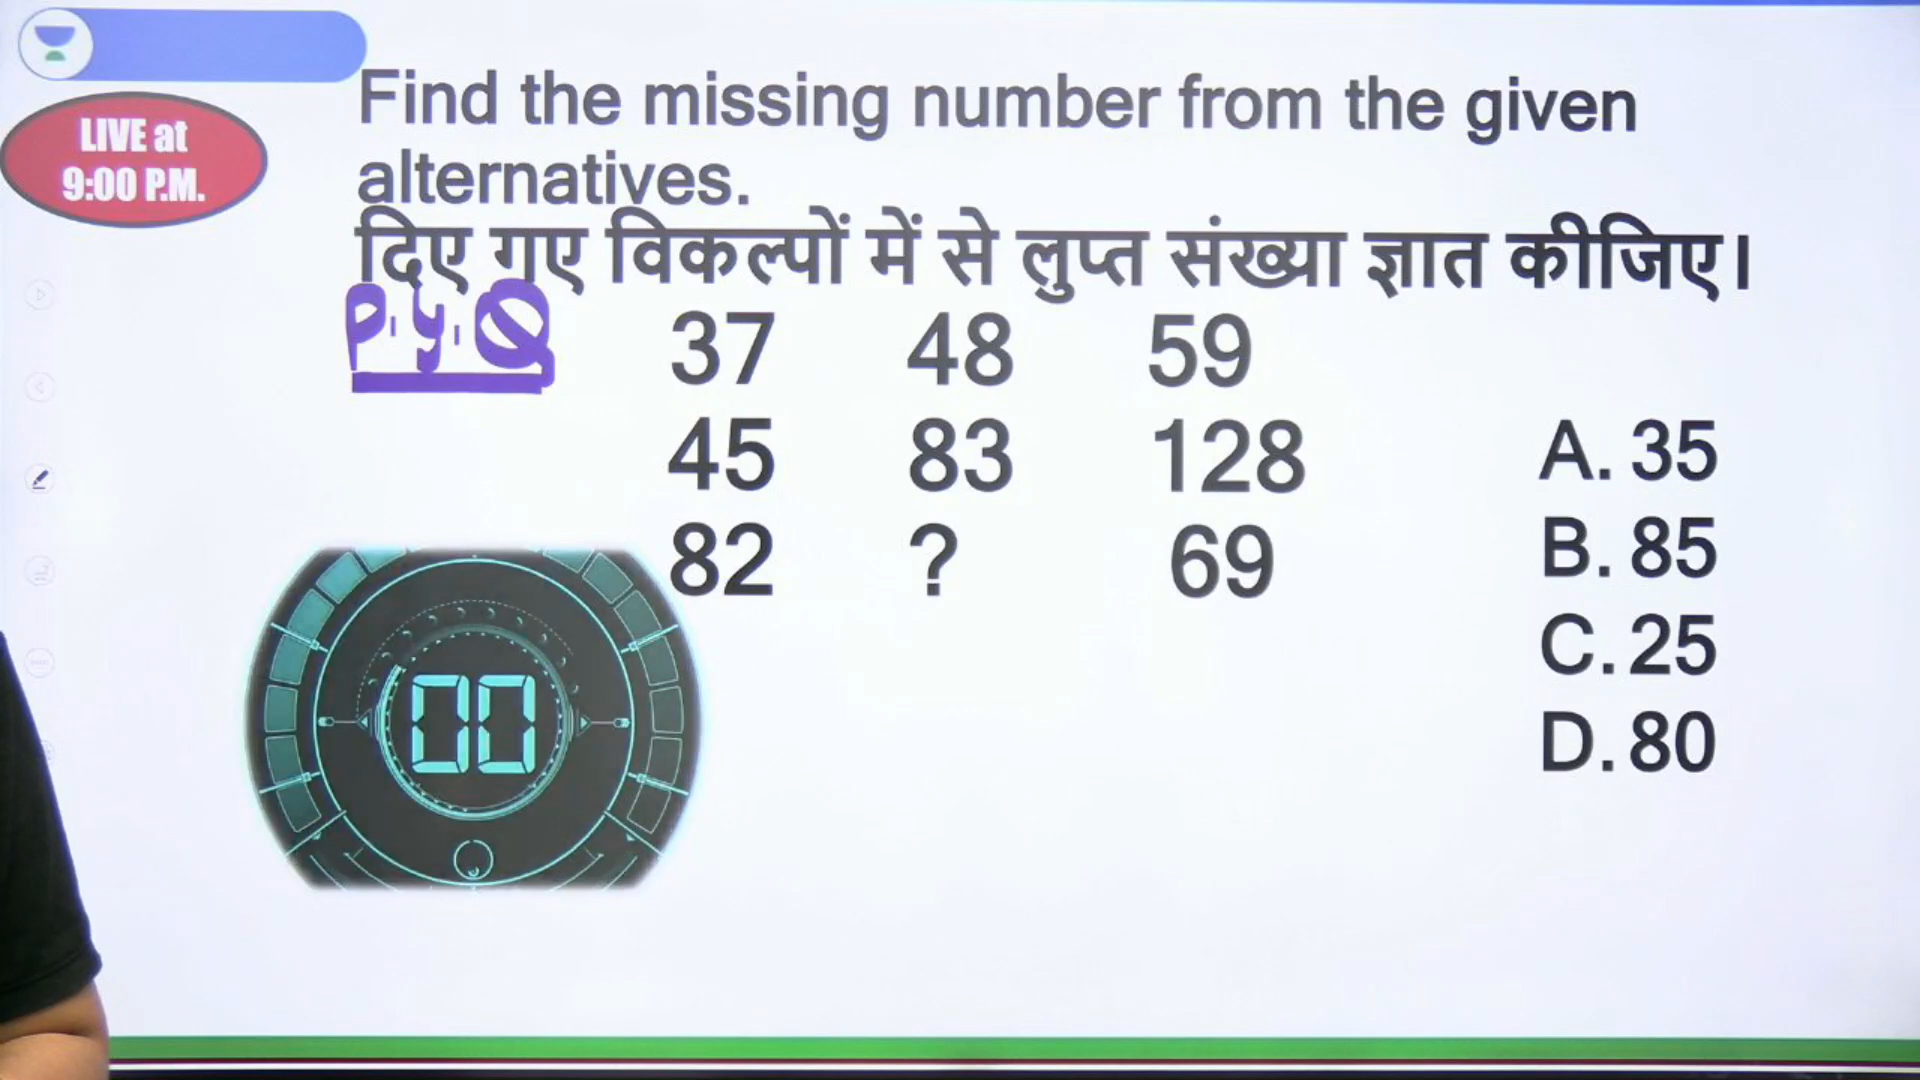 LIVE at
9:00 P.M.
Find the missing number from the given
alternatives.
दिए गए विकल्पों में से लुप्त संख्या ज्ञात कीजिए।
P.Y.Q
37 48 59
45 83 128
82 ? 69
A. 35
B. 85
C. 25
D. 80
00